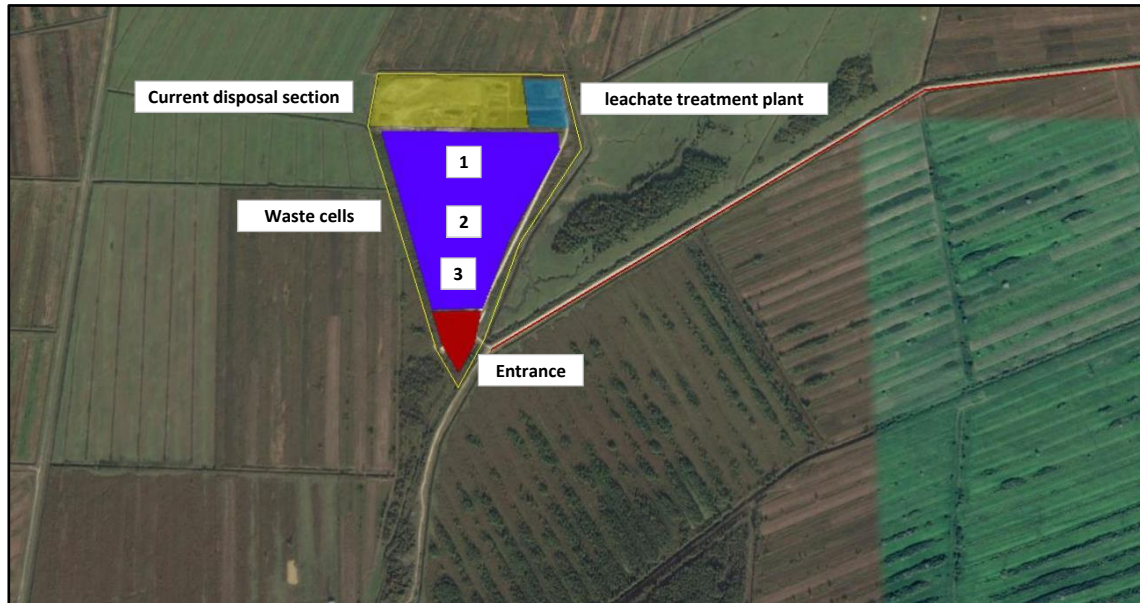 Current disposal section
leachate treatment plant
1
Waste cells
2
3
Entrance